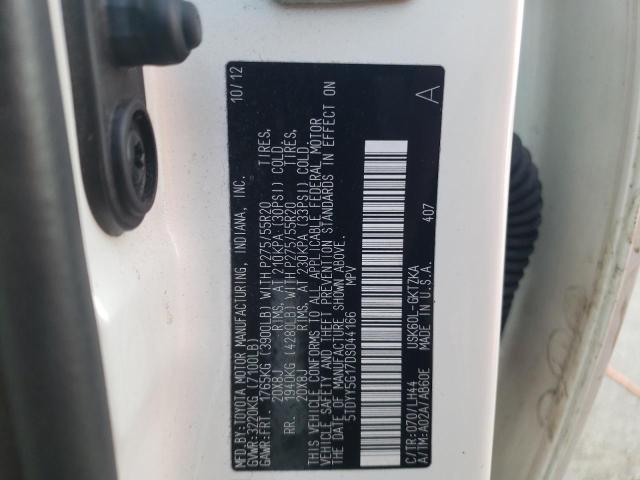 MFD.BY:TOYOTA MOTOR MANUFACTURING, INDIANA, INC. 10/12
GVWR:3220KG (7100LB)
GAWR:FRT. 1765KG (3900LB) WITH P275/55R20 TIRES,
20X8J RIMS, AT 210KPA (30PSI) COLD,
RR. 1940KG (4280LB) WITH P275/55R20 TIRES,
20X8J RIMS, AT 230KPA (33PSI) COLD,
THIS VEHICLE CONFORMS TO ALL APPLICABLE FEDERAL MOTOR
VEHICLE SAFETY AND THEFT PREVENTION STANDARDS IN EFFECT ON
THE DATE OF MANUFACTURE SHOWN ABOVE.
5TDYY5G17DS044166 MPV
C/TR:070/LH44 USK60L-GKTZKA A
A/TM:A02A/AB60E MADE IN U.S.A. 407